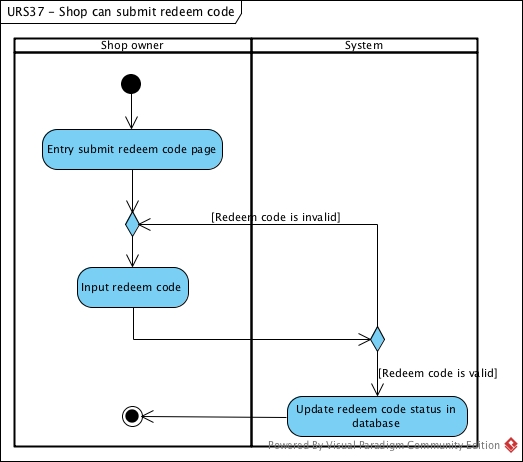 URS37 - Shop can submit redeem code
Shop owner
System
Entry submit redeem code page
[Redeem code is invalid]
Input redeem code
[Redeem code is valid]
Update redeem code status in
database
Powered By Visual Paradigm Community Edition